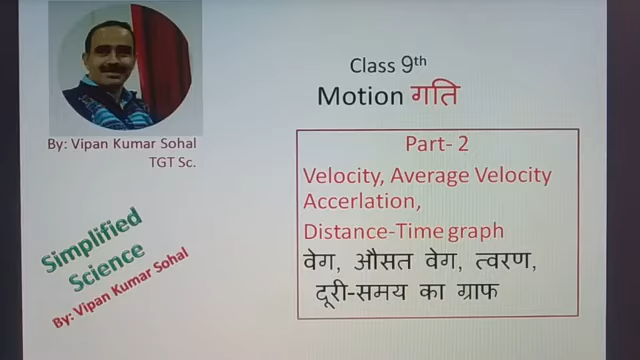 Class 9th
Motion गति
By: Vipan Kumar Sohal
TGT Sc.
Simplified
Science
By: Vipan Kumar Sohal
Part- 2
Velocity, Average Velocity
Accerlation,
Distance-Time graph
वेग, औसत वेग, त्वरण,
दूरी-समय का ग्राफ